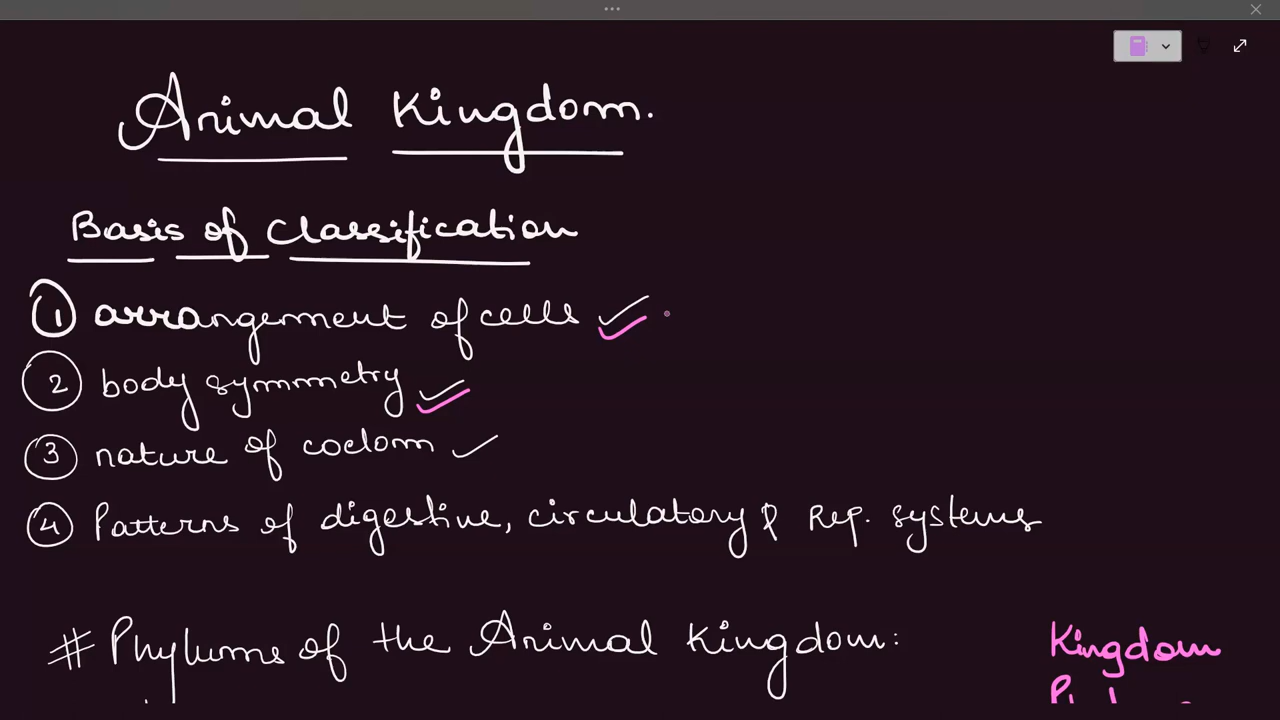 Animal Kingdom.
Basis of Classification
① arrangement of cells
② body symmetry
③ nature of coelom
④ Patterns of digestive, circulatory & Rep. systems
# Phylums of the Animal Kingdom:
Kingdom